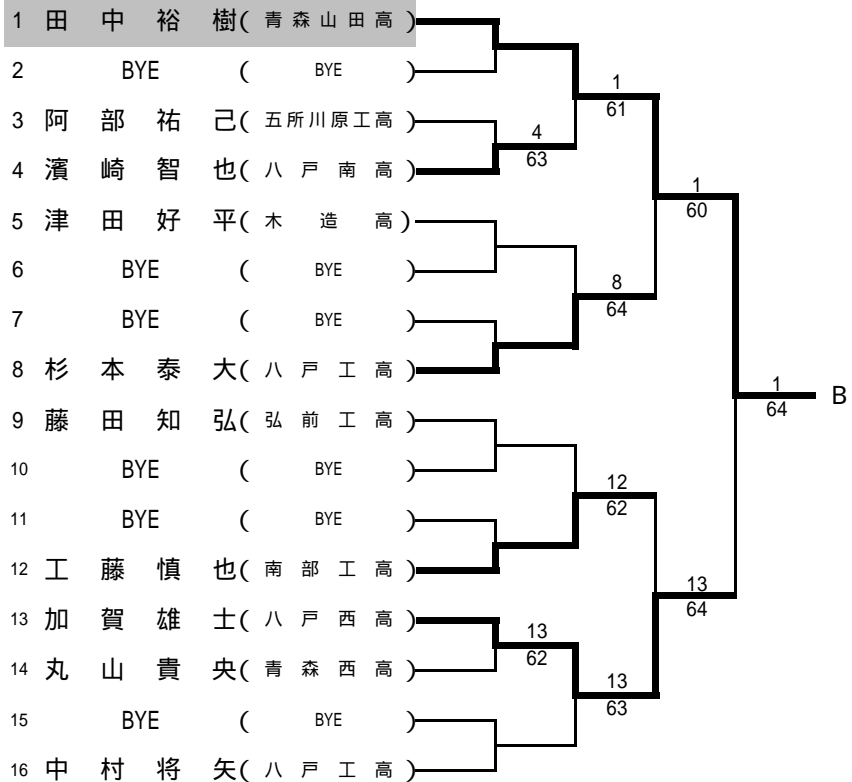 1 田中裕樹(青森山田高)
2 BYE ( BYE )
1
61
3 阿部祐己(五所川原工高)
4
63
4 濱崎智也(八戸南高)
1
60
5 津田好平(木造高)
6 BYE ( BYE )
8
64
7 BYE ( BYE )
8 杉本泰大(八戸工高)
1
64
B
9 藤田知弘(弘前工高)
10 BYE ( BYE )
12
62
11 BYE ( BYE )
12 工藤慎也(南部工高)
13
64
13 加賀雄士(八戸西高)
13
62
14 丸山貴央(青森西高)
13
63
15 BYE ( BYE )
16 中村将矢(八戸工高)